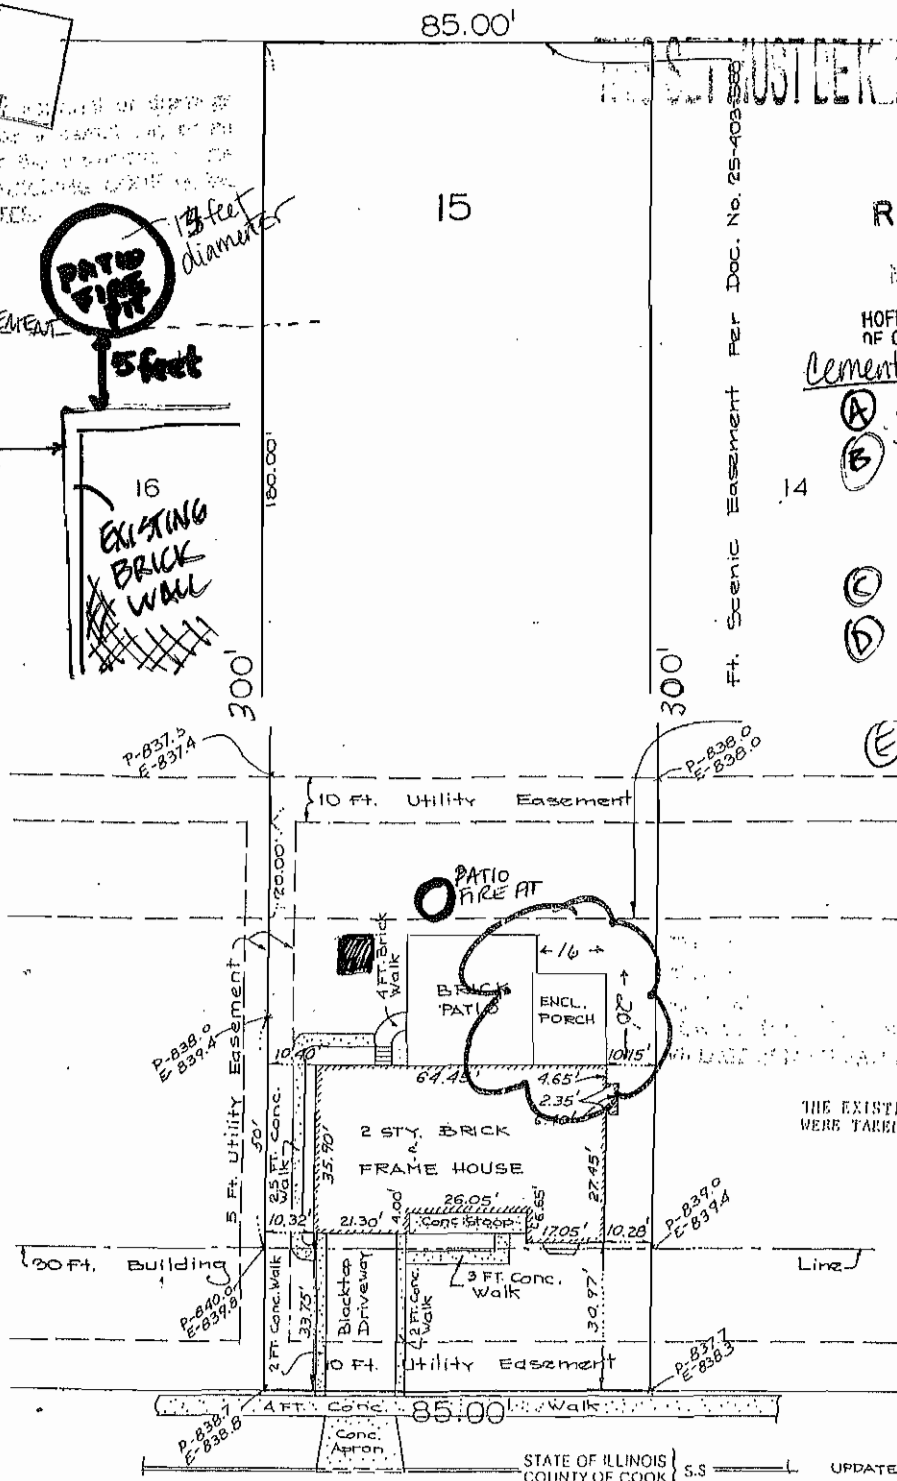 85.00'
15
feet
diameter
PATIO
FIRE
PIT
5 feet
Ft. Scenic Easement Per Doc. No. 25-403-
R
Cement
A
B
C
D
E
180.00'
16
14
EXISTING
BRICK
WALL
300'
300'
P-837.5
E-837.4
P-838.0
E-838.0
10 Ft. Utility Easement
120.00'
PATIO
FIRE PIT
4 FT. Brick
Walk
16
BRICK
PATIO
ENCL.
PORCH
20
5 Ft. Utility Easement
P-838.0
E-839.4
10.40'
10.15'
64.45'
4.65'
2.35'
THE EXIST
WERE TAKEN
50'
2.5 Ft. Conc.
Walk
35.90'
2 STY. BRICK
FRAME HOUSE
27.45'
26.05'
Conc. Stoop
6.65'
4.00'
P-839.0
E-839.4
10.32'
21.30'
17.05'
10.28'
30 Ft. Building
Line
3 FT. Conc.
Walk
P-840.0
E-839.8
2 Ft. Conc. Walk
33.75'
Blacktop
Driveway
2 Ft. Conc.
Walk
30.97'
10 Ft. Utility Easement
P-837.7
E-838.3
4 FT. Conc. 85.00' Walk
P-838.7
E-838.8
Conc.
Apron
STATE OF ILLINOIS
COUNTY OF COOK
S.S
UPDATE